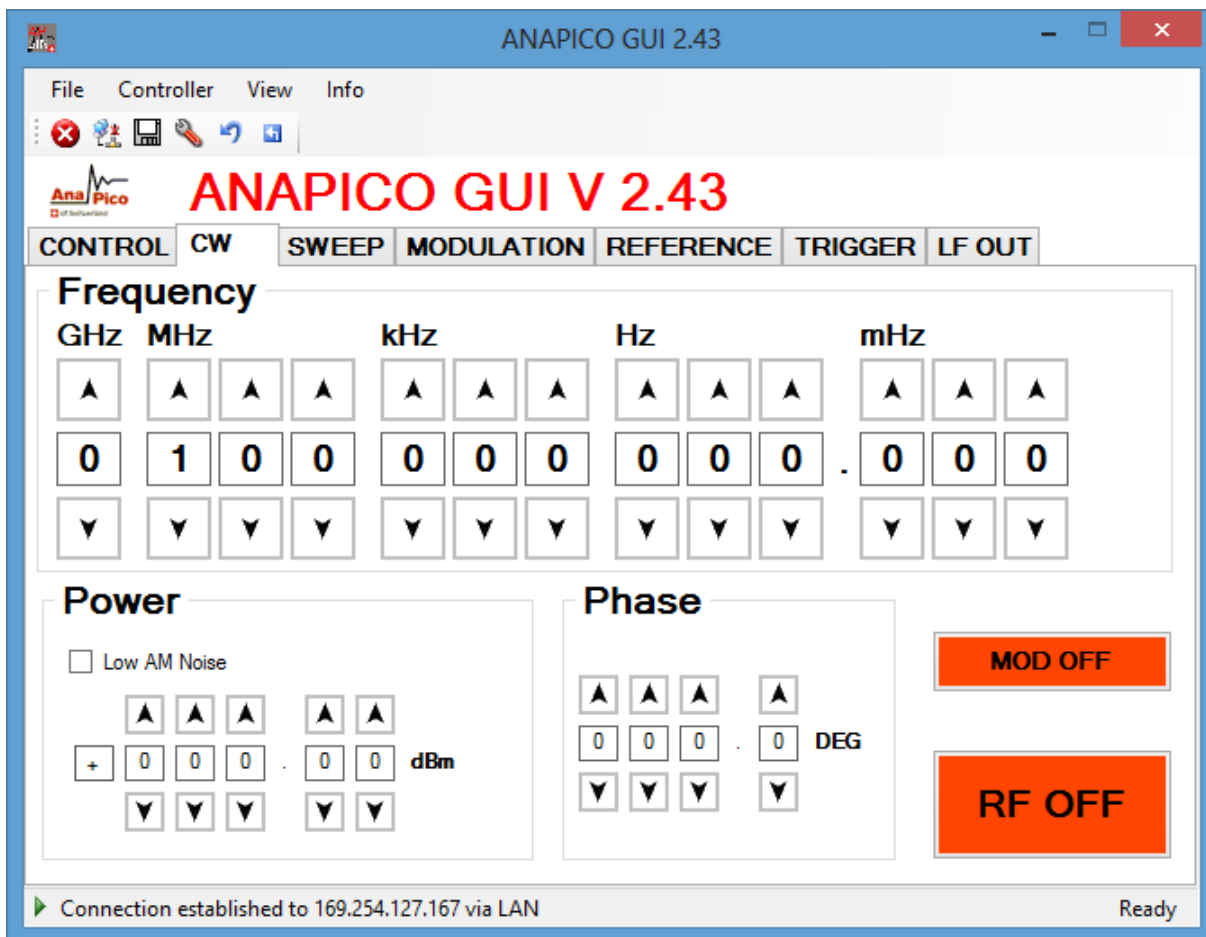 ANAPICO GUI 2.43
File Controller View Info
Ana Pico
ANAPICO GUI V 2.43
of Switzerland
CONTROL CW SWEEP MODULATION REFERENCE TRIGGER LF OUT
Frequency
GHz MHz kHz Hz mHz
0 1 0 0 0 0 0 0 0 0 . 0 0 0
Power
Low AM Noise
+ 0 0 0 . 0 0 dBm
Phase
0 0 0 . 0 DEG
MOD OFF
RF OFF
Connection established to 169.254.127.167 via LAN
Ready